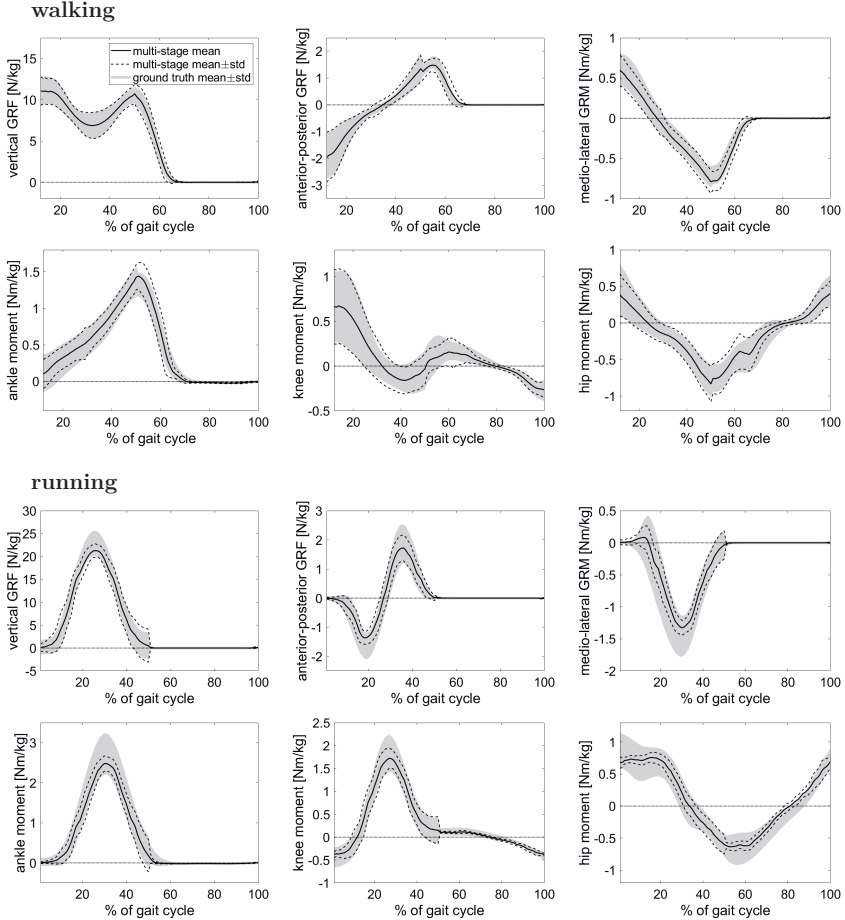 walking
vertical GRF [N/kg]
15
10
5
0
20 40 60 80 100
% of gait cycle
multi-stage mean
multi-stage mean±std
ground truth mean±std
anterior-posterior GRF [N/kg]
2
1
0
-1
-2
-3
20 40 60 80 100
% of gait cycle
medio-lateral GRM [Nm/kg]
1
0.5
0
-0.5
-1
20 40 60 80 100
% of gait cycle
ankle moment [Nm/kg]
1.5
1
0.5
0
20 40 60 80 100
% of gait cycle
knee moment [Nm/kg]
1
0.5
0
-0.5
20 40 60 80 100
% of gait cycle
hip moment [Nm/kg]
1
0.5
0
-0.5
-1
20 40 60 80 100
% of gait cycle
running
vertical GRF [N/kg]
30
25
20
15
10
5
0
-5
20 40 60 80 100
% of gait cycle
anterior-posterior GRF [N/kg]
3
2
1
0
-1
-2
20 40 60 80 100
% of gait cycle
medio-lateral GRM [Nm/kg]
0.5
0
-0.5
-1
-1.5
-2
20 40 60 80 100
% of gait cycle
ankle moment [Nm/kg]
3
2
1
0
20 40 60 80 100
% of gait cycle
knee moment [Nm/kg]
2.5
2
1.5
1
0.5
0
-0.5
-1
20 40 60 80 100
% of gait cycle
hip moment [Nm/kg]
1
0.5
0
-0.5
-1
20 40 60 80 100
% of gait cycle